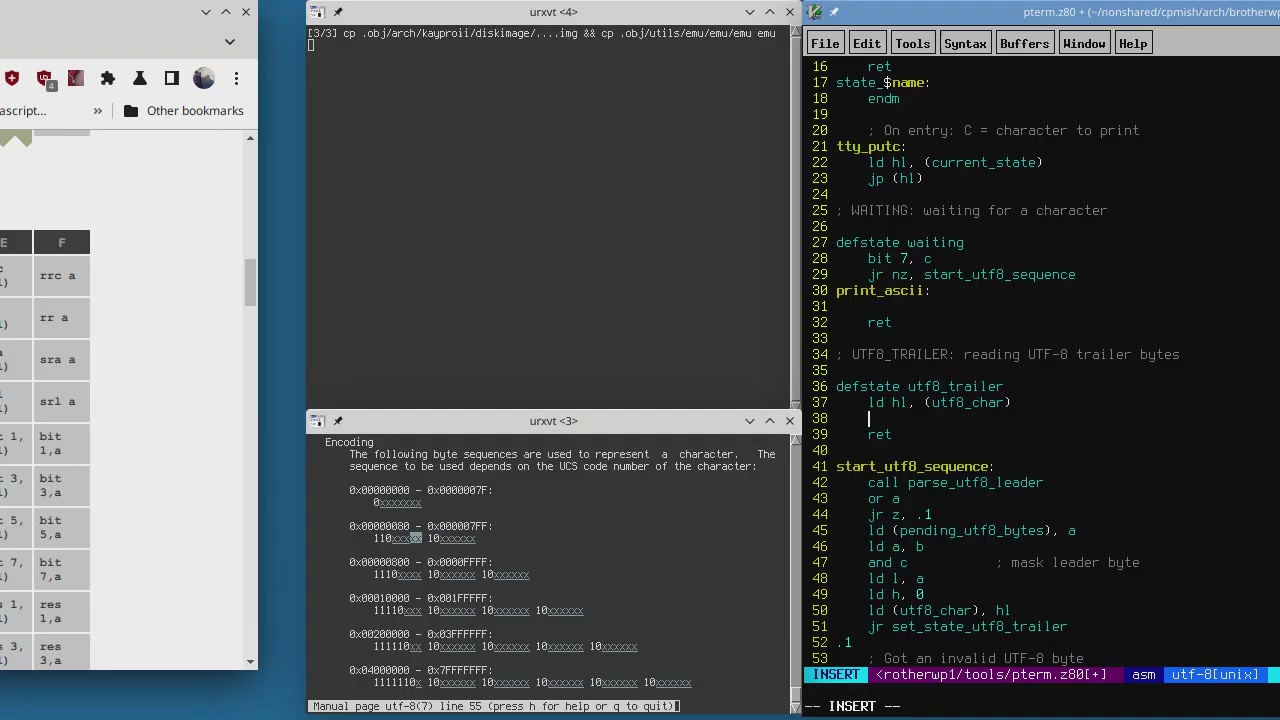 4
ascript...
»
Other bookmarks
E F
c rrc a
l) rr a
a sra a
l srl a
1, bit 1,a
3, bit 3,a
5, bit 5,a
7, bit 7,a
es 1, res 1,a
es 3, res 3,a
urxvt <4>
[3/3] cp .obj/arch/kayproii/diskimage/....img && cp .obj/utils/emu/emu/emu emu
urxvt <3>
Encoding
The following byte sequences are used to represent a character. The
sequence to be used depends on the UCS code number of the character:
0x00000000 - 0x0000007F:
0xxxxxxx
0x00000080 - 0x000007FF:
110xxxxx 10xxxxxx
0x00000800 - 0x0000FFFF:
1110xxxx 10xxxxxx 10xxxxxx
0x00010000 - 0x001FFFFF:
11110xxx 10xxxxxx 10xxxxxx 10xxxxxx
0x00200000 - 0x03FFFFFF:
111110xx 10xxxxxx 10xxxxxx 10xxxxxx 10xxxxxx
0x04000000 - 0x7FFFFFFF:
1111110x 10xxxxxx 10xxxxxx 10xxxxxx 10xxxxxx 10xxxxxx
Manual page utf-8(7) line 55 (press h for help or q to quit)
pterm.z80 + (~/nonshared/cpmish/arch/brotherwp
File Edit Tools Syntax Buffers Window Help
16 ret
17 state_$name:
18 endm
19
20 ; On entry: C = character to print
21 tty_putc:
22 ld hl, (current_state)
23 jp (hl)
24
25 ; WAITING: waiting for a character
26
27 defstate waiting
28 bit 7, c
29 jr nz, start_utf8_sequence
30 print_ascii:
31
32 ret
33
34 ; UTF8_TRAILER: reading UTF-8 trailer bytes
35
36 defstate utf8_trailer
37 ld hl, (utf8_char)
38
39 ret
40
41 start_utf8_sequence:
42 call parse_utf8_leader
43 or a
44 jr z, .1
45 ld (pending_utf8_bytes), a
46 ld a, b
47 and c ; mask leader byte
48 ld l, a
49 ld h, 0
50 ld (utf8_char), hl
51 jr set_state_utf8_trailer
52 .1
53 ; Got an invalid UTF-8 byte
INSERT <rotherwp1/tools/pterm.z80[+] asm utf-8[unix]
-- INSERT --